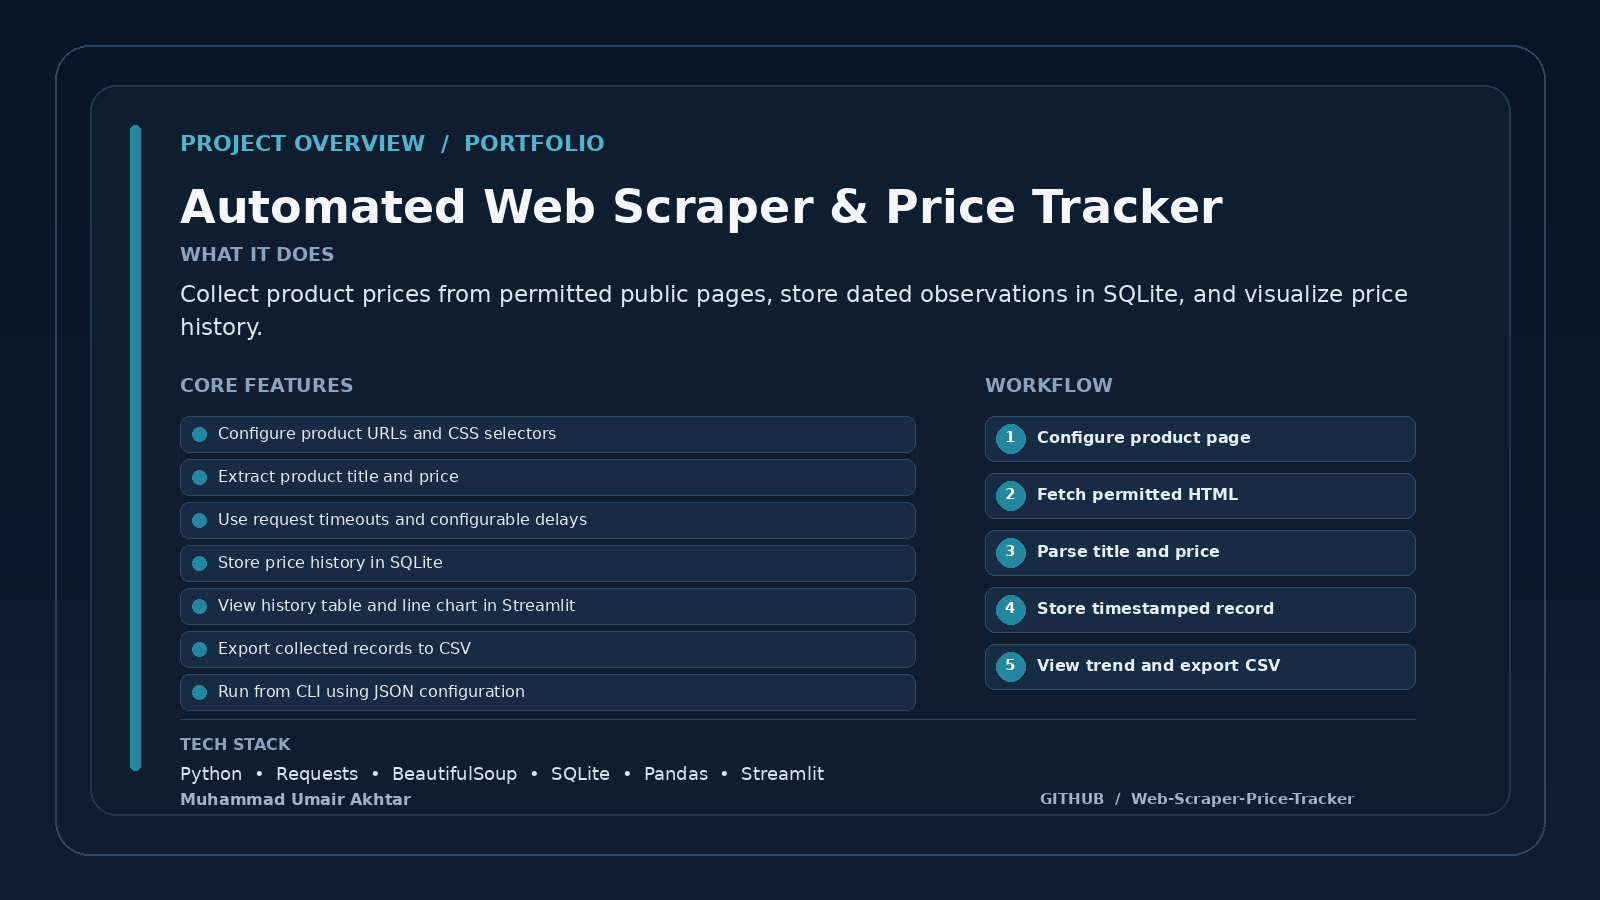 PROJECT OVERVIEW / PORTFOLIO
Automated Web Scraper & Price Tracker
WHAT IT DOES
Collect product prices from permitted public pages, store dated observations in SQLite, and visualize price
history.
CORE FEATURES
Configure product URLs and CSS selectors
Extract product title and price
Use request timeouts and configurable delays
Store price history in SQLite
View history table and line chart in Streamlit
Export collected records to CSV
Run from CLI using JSON configuration
WORKFLOW
1 Configure product page
2 Fetch permitted HTML
3 Parse title and price
4 Store timestamped record
5 View trend and export CSV
TECH STACK
Python • Requests • BeautifulSoup • SQLite • Pandas • Streamlit
Muhammad Umair Akhtar
GITHUB / Web-Scraper-Price-Tracker